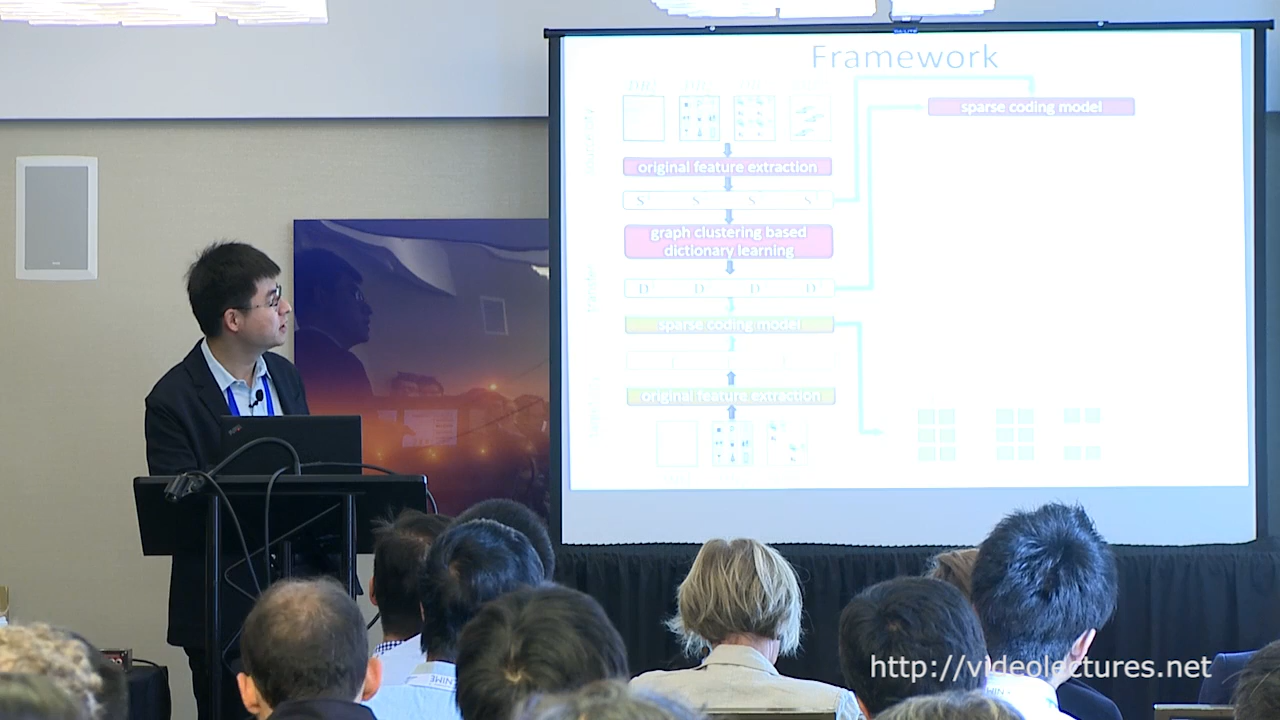 Framework
sparse coding model
original feature extraction
S S S S
graph clustering based
dictionary learning
D D D D
sparse coding model
original feature extraction
http://videolectures.net